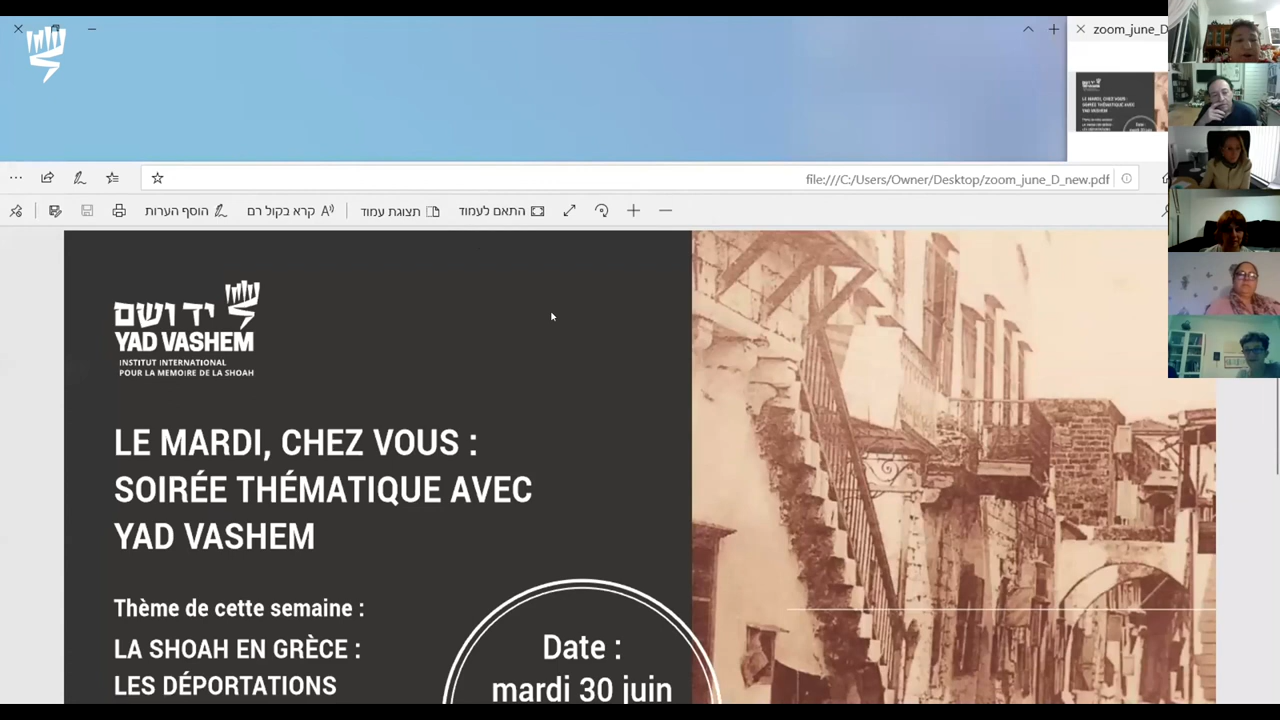 zoom_june_D
file:///C:/Users/Owner/Desktop/zoom_june_D_new.pdf
הוסף הערות
קרא בקול רם
תצוגת עמוד
התאם לעמוד
יד ושם
YAD VASHEM
INSTITUT INTERNATIONAL
POUR LA MEMOIRE DE LA SHOAH
LE MARDI, CHEZ VOUS :
SOIRÉE THÉMATIQUE AVEC
YAD VASHEM
Thème de cette semaine :
LA SHOAH EN GRÈCE :
LES DÉPORTATIONS
Date :
mardi 30 juin